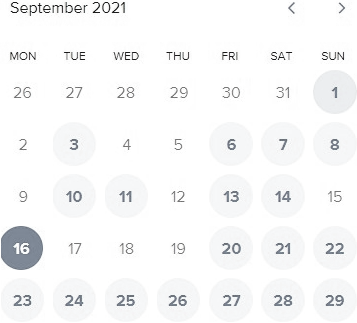 September 2021
MON TUE WED THU FRI SAT SUN
26 27 28 29 30 31 1
2 3 4 5 6 7 8
9 10 11 12 13 14 15
16 17 18 19 20 21 22
23 24 25 26 27 28 29